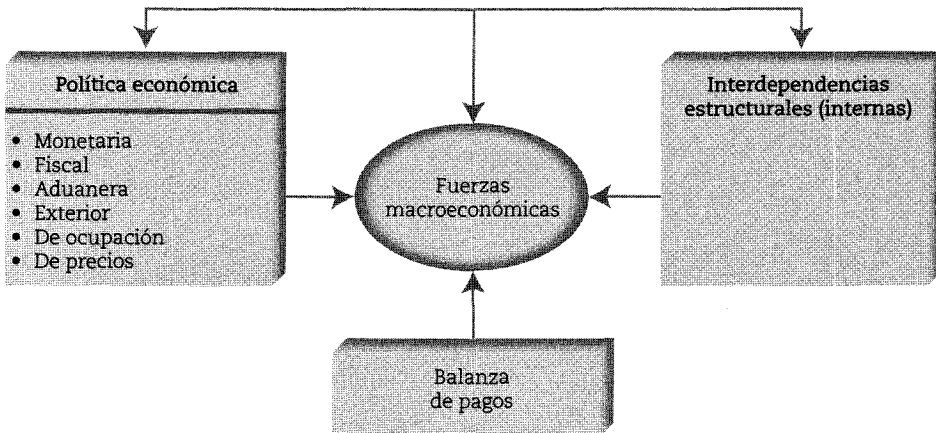 Política económica
• Monetaria
• Fiscal
• Aduanera
• Exterior
• De ocupación
• De precios
Fuerzas
macroeconómicas
Interdependencias
estructurales (internas)
Balanza
de pagos